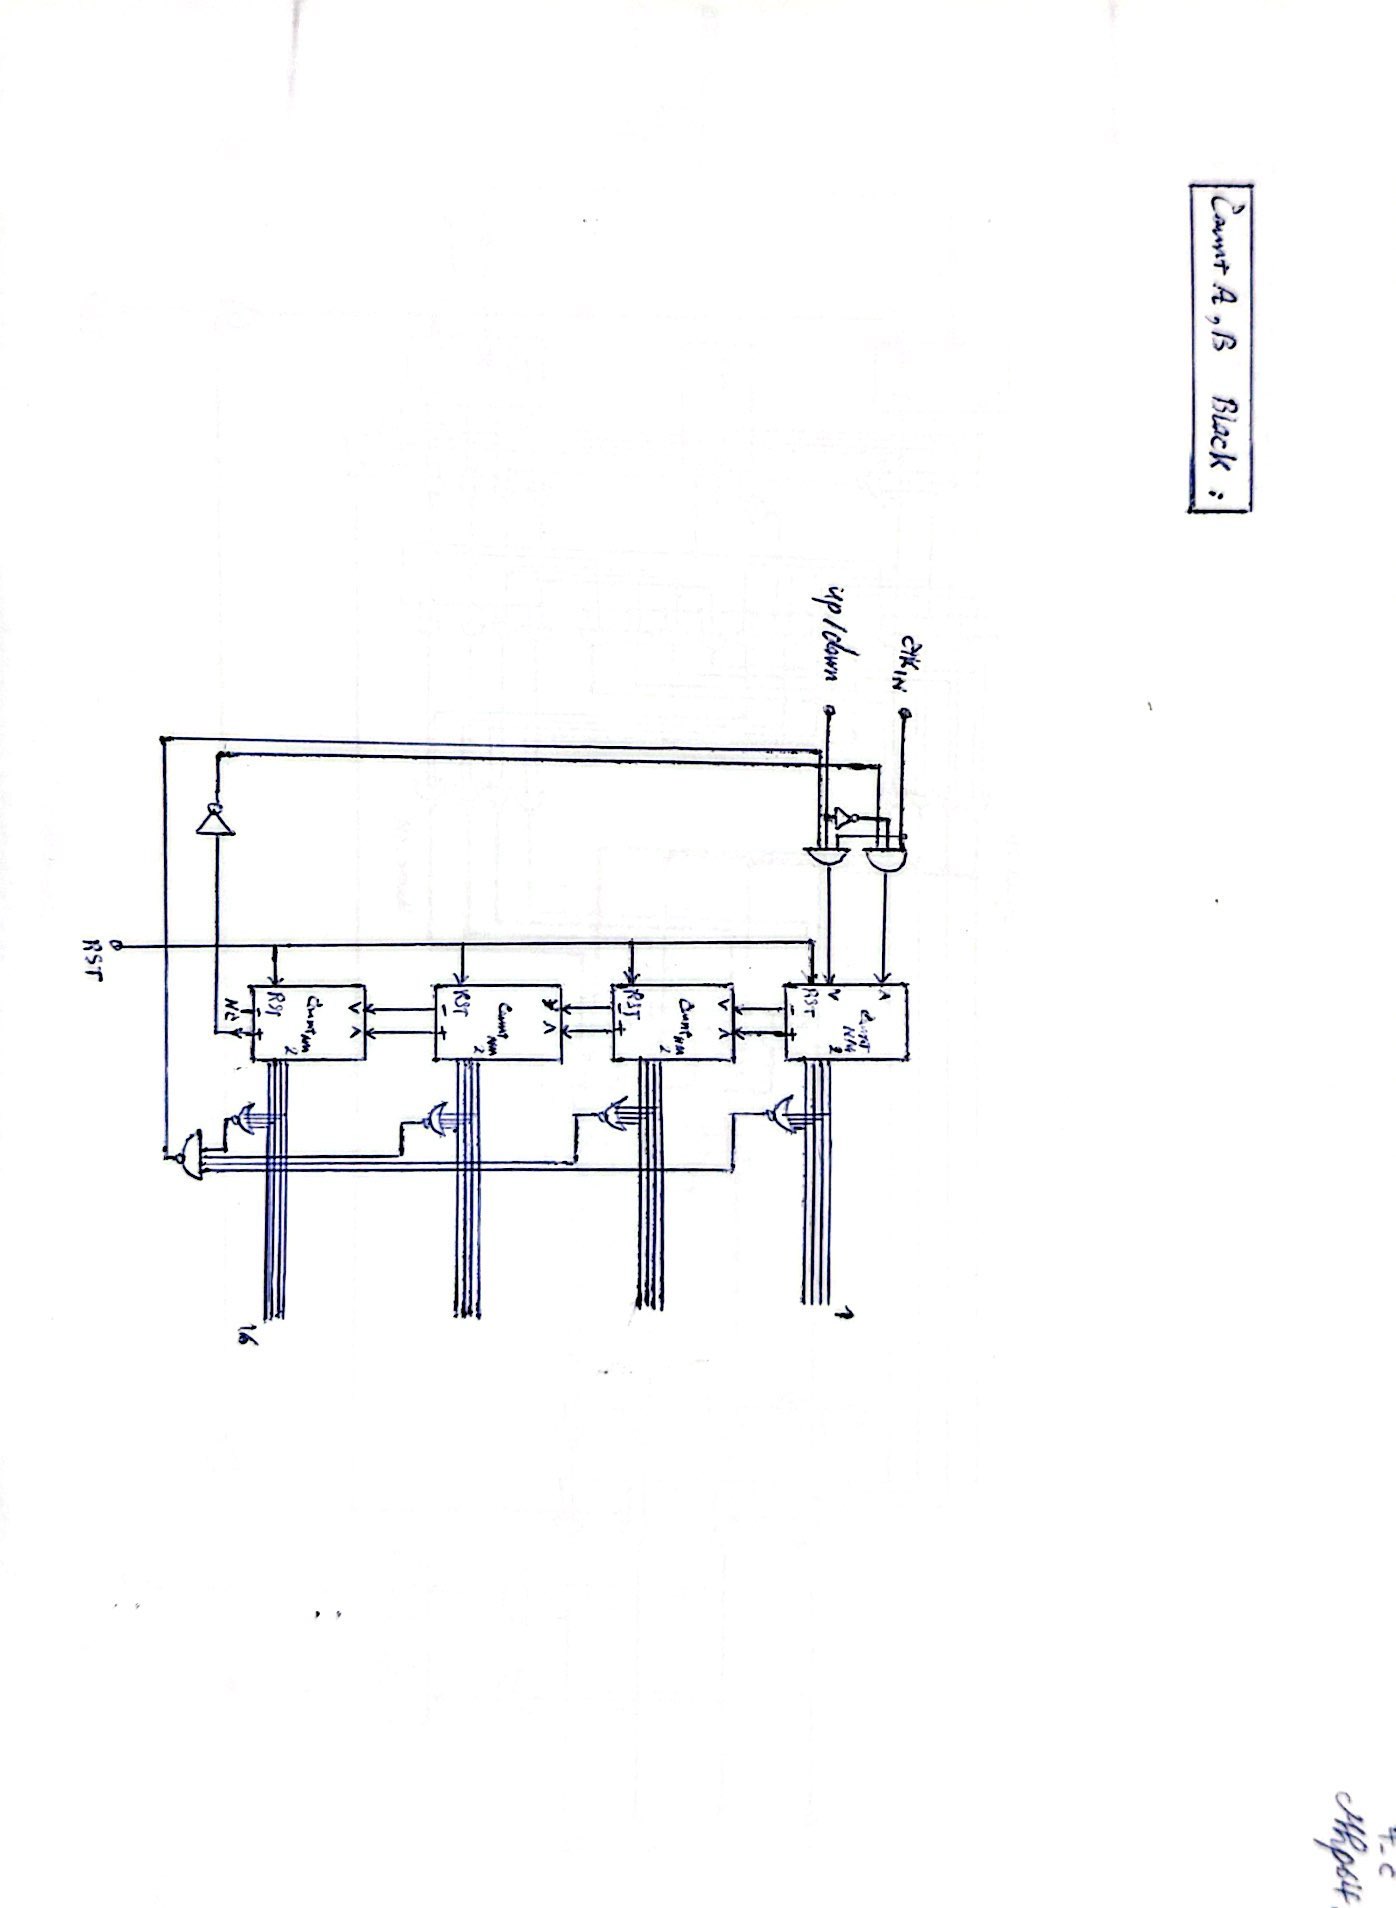 4-C
Count A, B Block :
CLK IN
up/down
A
Count NM 2
V
RST
- +
1
V Λ
Count NM 2
RST
- +
V Λ
Count NM 2
RST
- +
V Λ
Count NM 2
RST
- +
NC
16
RST